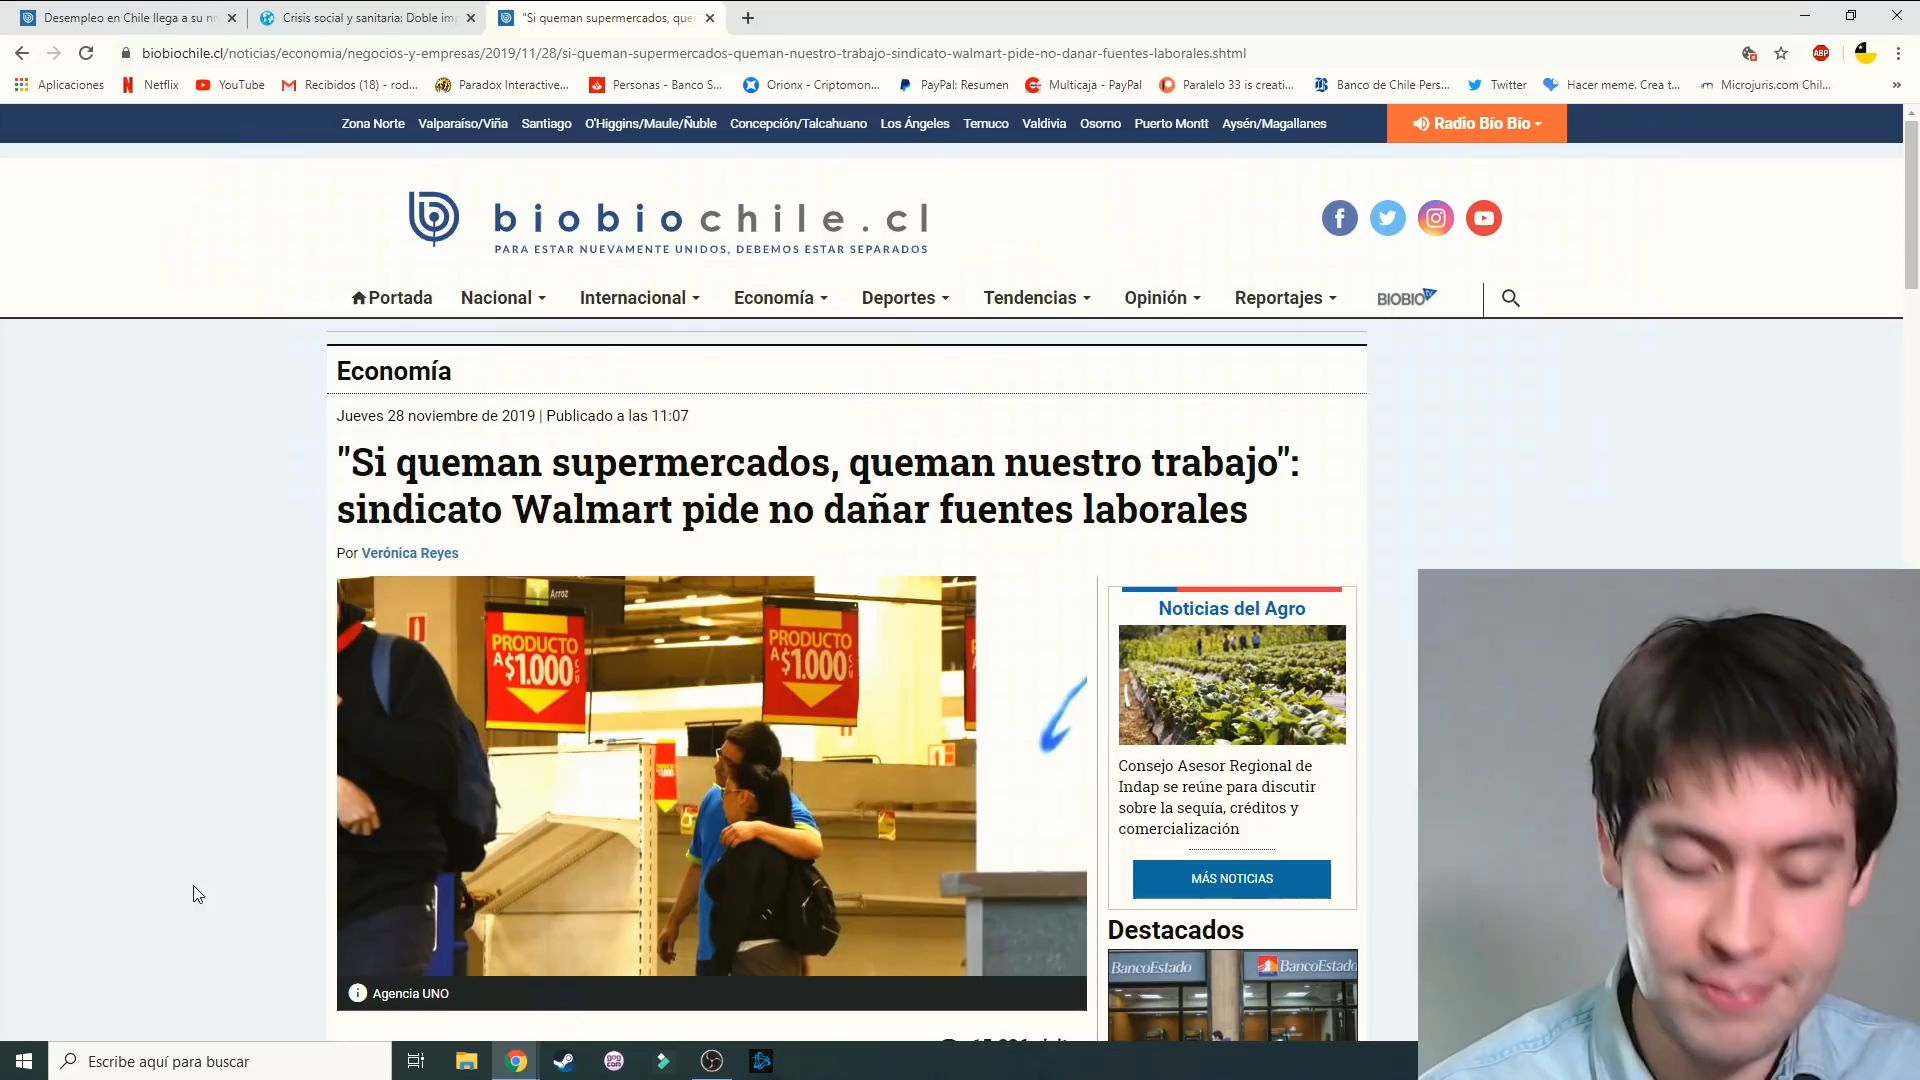 Desempleo en Chile llega a su ni
Crisis social y sanitaria: Doble imp
"Si queman supermercados, que
biobiochile.cl/noticias/economia/negocios-y-empresas/2019/11/28/si-queman-supermercados-queman-nuestro-trabajo-sindicato-walmart-pide-no-danar-fuentes-laborales.shtml
ABP
Aplicaciones
Netflix
YouTube
Recibidos (18) - rod...
Paradox Interactive...
Personas - Banco S...
Orionx - Criptomon...
PayPal: Resumen
Multicaja - PayPal
Paralelo 33 is creati...
Banco de Chile Pers...
Twitter
Hacer meme. Crea t...
Microjuris.com Chil...
Zona Norte
Valparaíso/Viña
Santiago
O'Higgins/Maule/Ñuble
Concepción/Talcahuano
Los Ángeles
Temuco
Valdivia
Osorno
Puerto Montt
Aysén/Magallanes
Radio Bío Bío
biobiochile.cl
PARA ESTAR NUEVAMENTE UNIDOS, DEBEMOS ESTAR SEPARADOS
Portada
Nacional
Internacional
Economía
Deportes
Tendencias
Opinión
Reportajes
BIOBIO TV
Economía
Jueves 28 noviembre de 2019 | Publicado a las 11:07
"Si queman supermercados, queman nuestro trabajo":
sindicato Walmart pide no dañar fuentes laborales
Por Verónica Reyes
Arroz
PRODUCTO
A $1.000 C/U
PRODUCTO
A $1.000 C/U
Agencia UNO
Noticias del Agro
Consejo Asesor Regional de
Indap se reúne para discutir
sobre la sequía, créditos y
comercialización
MÁS NOTICIAS
Destacados
BancoEstado
BancoEstado
Escribe aquí para buscar